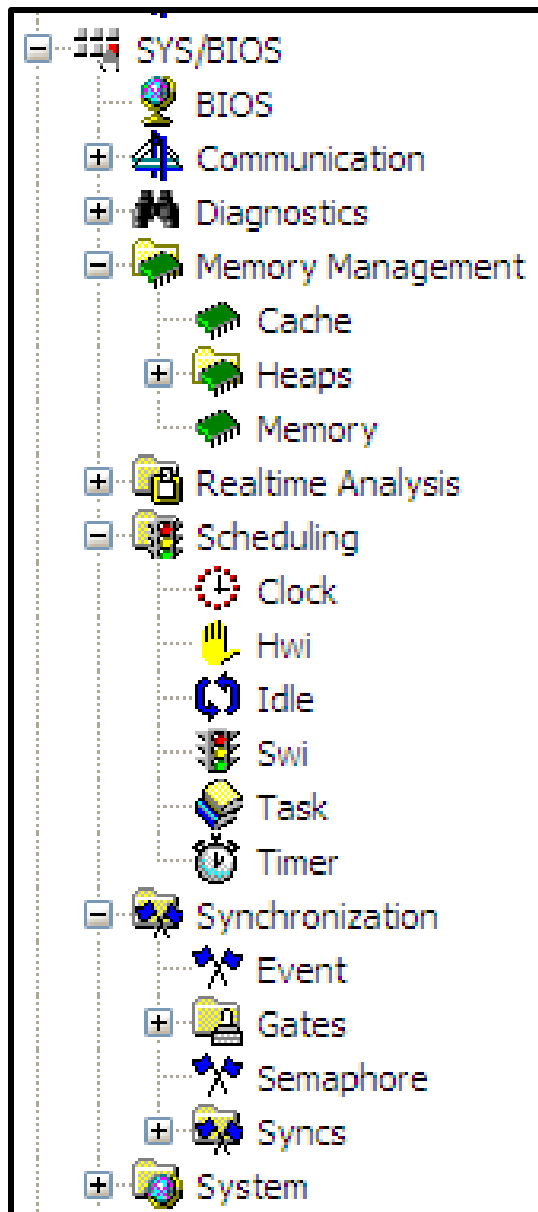 SYS/BIOS
BIOS
Communication
Diagnostics
Memory Management
Cache
Heaps
Memory
Realtime Analysis
Scheduling
Clock
Hwi
Idle
Swi
Task
Timer
Synchronization
Event
Gates
Semaphore
Syncs
System